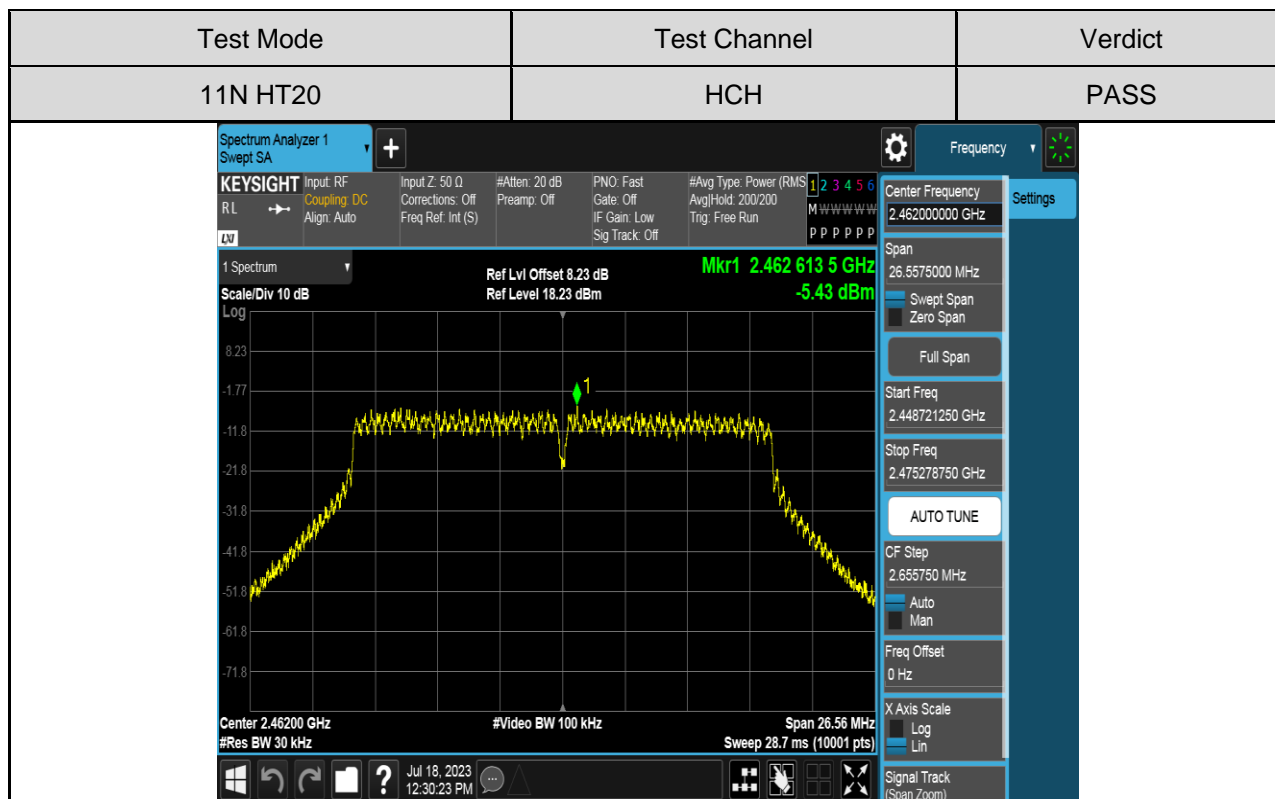 Test Mode Test Channel Verdict
11N HT20 HCH PASS
Spectrum Analyzer 1
Swept SA
+
Frequency
KEYSIGHT
R L
LXI
Input: RF
Coupling: DC
Align: Auto
Input Z: 50 Ω
Corrections: Off
Freq Ref: Int (S)
#Atten: 20 dB
Preamp: Off
PNO: Fast
Gate: Off
IF Gain: Low
Sig Track: Off
#Avg Type: Power (RMS
Avg|Hold: 200/200
Trig: Free Run
1 2 3 4 5 6
M W W W W W
P P P P P P
1 Spectrum
Scale/Div 10 dB
Ref Lvl Offset 8.23 dB
Ref Level 18.23 dBm
Mkr1 2.462 613 5 GHz
-5.43 dBm
Log
8.23
-1.77
-11.8
-21.8
-31.8
-41.8
-51.8
-61.8
-71.8
1
Center 2.46200 GHz
#Res BW 30 kHz
#Video BW 100 kHz
Span 26.56 MHz
Sweep 28.7 ms (10001 pts)
Center Frequency
2.462000000 GHz
Settings
Span
26.5575000 MHz
Swept Span
Zero Span
Full Span
Start Freq
2.448721250 GHz
Stop Freq
2.475278750 GHz
AUTO TUNE
CF Step
2.655750 MHz
Auto
Man
Freq Offset
0 Hz
X Axis Scale
Log
Lin
Signal Track
(Span Zoom)
?
Jul 18, 2023
12:30:23 PM